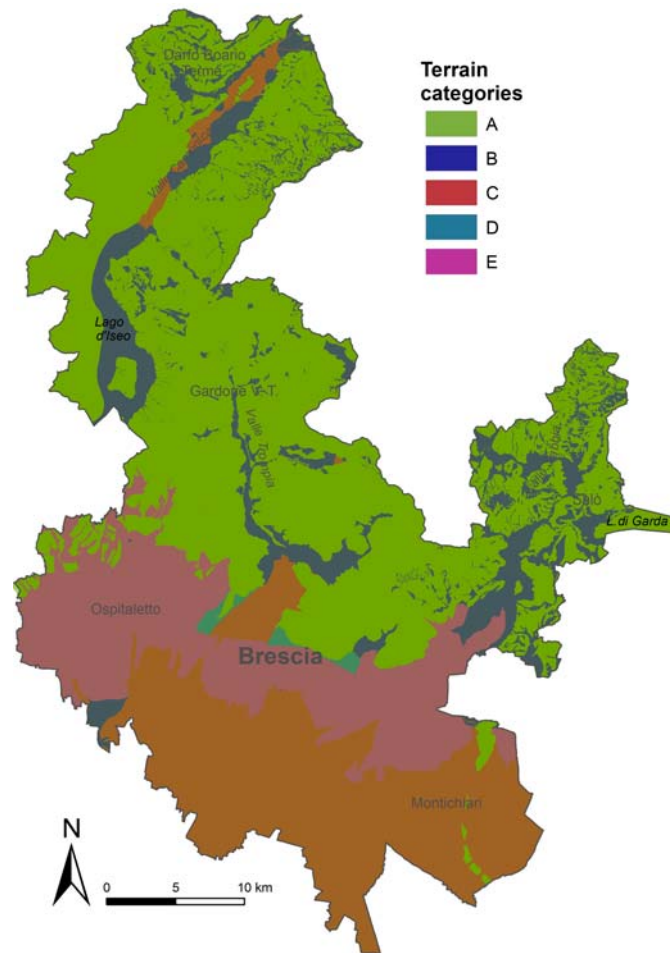 Darfo Boario
Terme
Terrain
categories
A
B
C
D
E
Lago
d'Iseo
Gardone V. T.
Valle Trompia
Salò
L. di Garda
Ospitaletto
Brescia
Montichiari
N
0 5 10 km